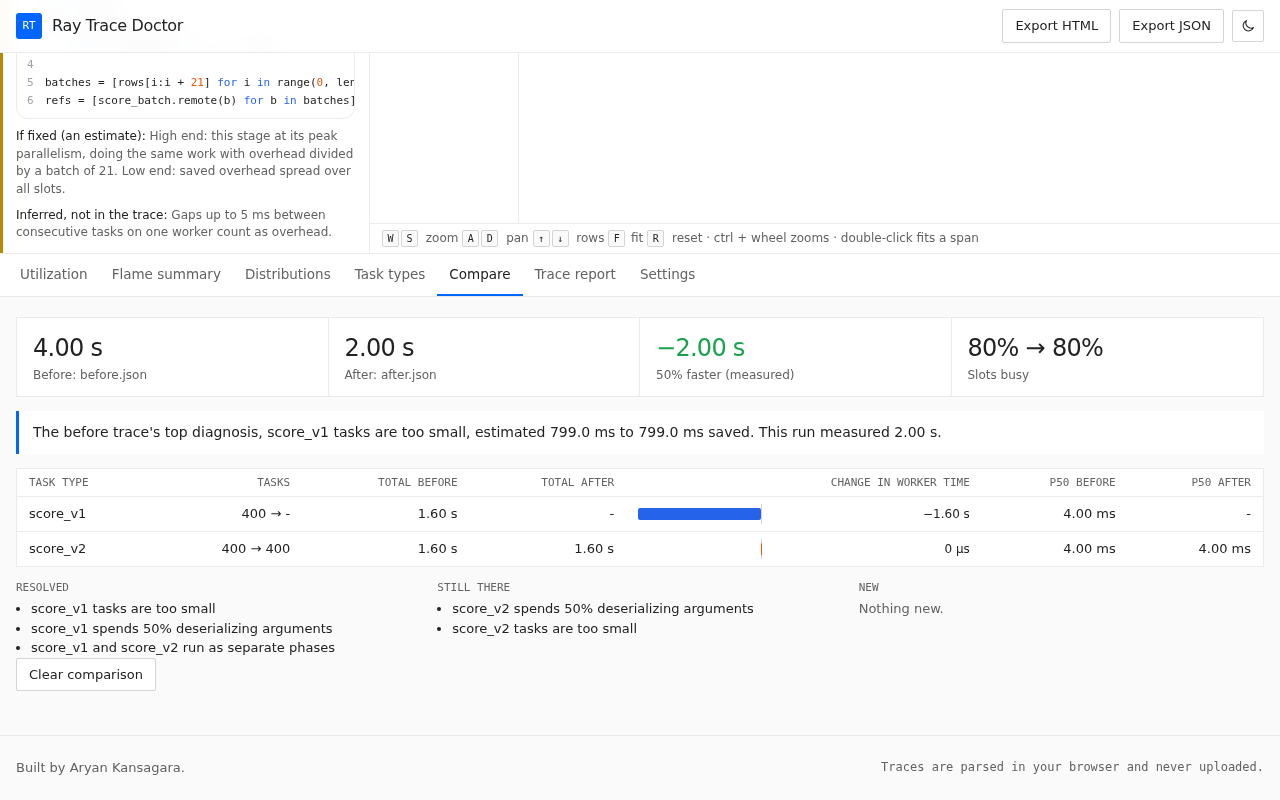 RT Ray Trace Doctor Export HTML Export JSON
4
5 batches = [rows[i:i + 21] for i in range(0, len
6 refs = [score_batch.remote(b) for b in batches]
If fixed (an estimate): High end: this stage at its peak
parallelism, doing the same work with overhead divided
by a batch of 21. Low end: saved overhead spread over
all slots.
Inferred, not in the trace: Gaps up to 5 ms between
consecutive tasks on one worker count as overhead.
W S zoom A D pan ↑ ↓ rows F fit R reset · ctrl + wheel zooms · double-click fits a span
Utilization Flame summary Distributions Task types Compare Trace report Settings
4.00 s
Before: before.json
2.00 s
After: after.json
−2.00 s
50% faster (measured)
80% → 80%
Slots busy
The before trace's top diagnosis, score_v1 tasks are too small, estimated 799.0 ms to 799.0 ms saved. This run measured 2.00 s.
TASK TYPE TASKS TOTAL BEFORE TOTAL AFTER CHANGE IN WORKER TIME P50 BEFORE P50 AFTER
score_v1 400 → - 1.60 s - −1.60 s 4.00 ms -
score_v2 400 → 400 1.60 s 1.60 s 0 µs 4.00 ms 4.00 ms
RESOLVED
• score_v1 tasks are too small
• score_v1 spends 50% deserializing arguments
• score_v1 and score_v2 run as separate phases
STILL THERE
• score_v2 spends 50% deserializing arguments
• score_v2 tasks are too small
NEW
Nothing new.
Clear comparison
Built by Aryan Kansagara. Traces are parsed in your browser and never uploaded.